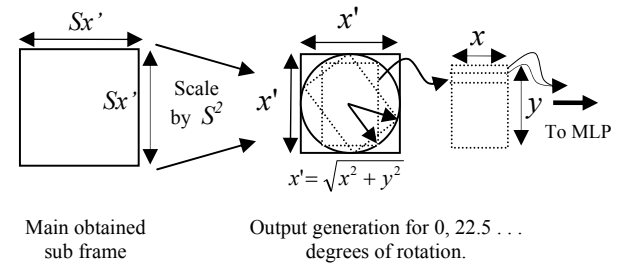 Sx’
Sx’
Scale
by S²
x'
x'
x'= √x² + y²
x
y
To MLP
Main obtained
sub frame
Output generation for 0, 22.5 . . .
degrees of rotation.